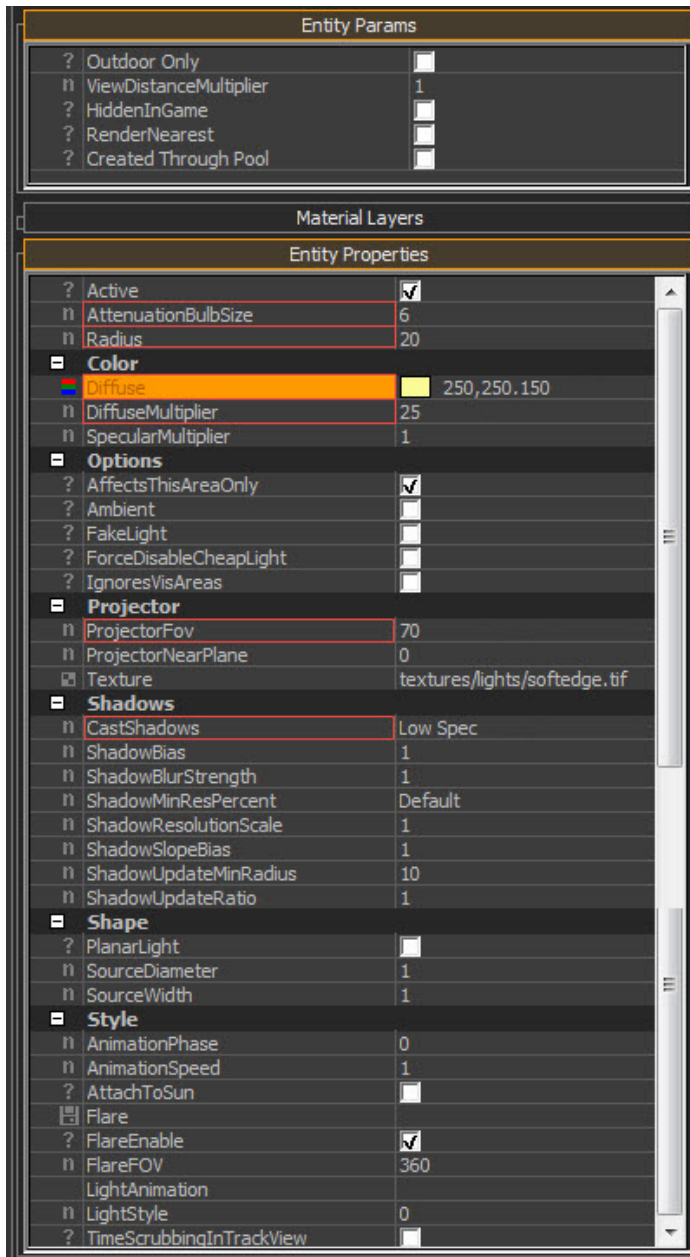 Entity Params
? Outdoor Only
n ViewDistanceMultiplier 1
? HiddenInGame
? RenderNearest
? Created Through Pool
Material Layers
Entity Properties
? Active
n AttenuationBulbSize 6
n Radius 20
Color
Diffuse 250,250.150
n DiffuseMultiplier 25
n SpecularMultiplier 1
Options
? AffectsThisAreaOnly
? Ambient
? FakeLight
? ForceDisableCheapLight
? IgnoresVisAreas
Projector
n ProjectorFov 70
n ProjectorNearPlane 0
Texture textures/lights/softedge.tif
Shadows
n CastShadows Low Spec
n ShadowBias 1
n ShadowBlurStrength 1
n ShadowMinResPercent Default
n ShadowResolutionScale 1
n ShadowSlopeBias 1
n ShadowUpdateMinRadius 10
n ShadowUpdateRatio 1
Shape
? PlanarLight
n SourceDiameter 1
n SourceWidth 1
Style
n AnimationPhase 0
n AnimationSpeed 1
? AttachToSun
Flare
? FlareEnable
n FlareFOV 360
LightAnimation
n LightStyle 0
? TimeScrubbingInTrackView